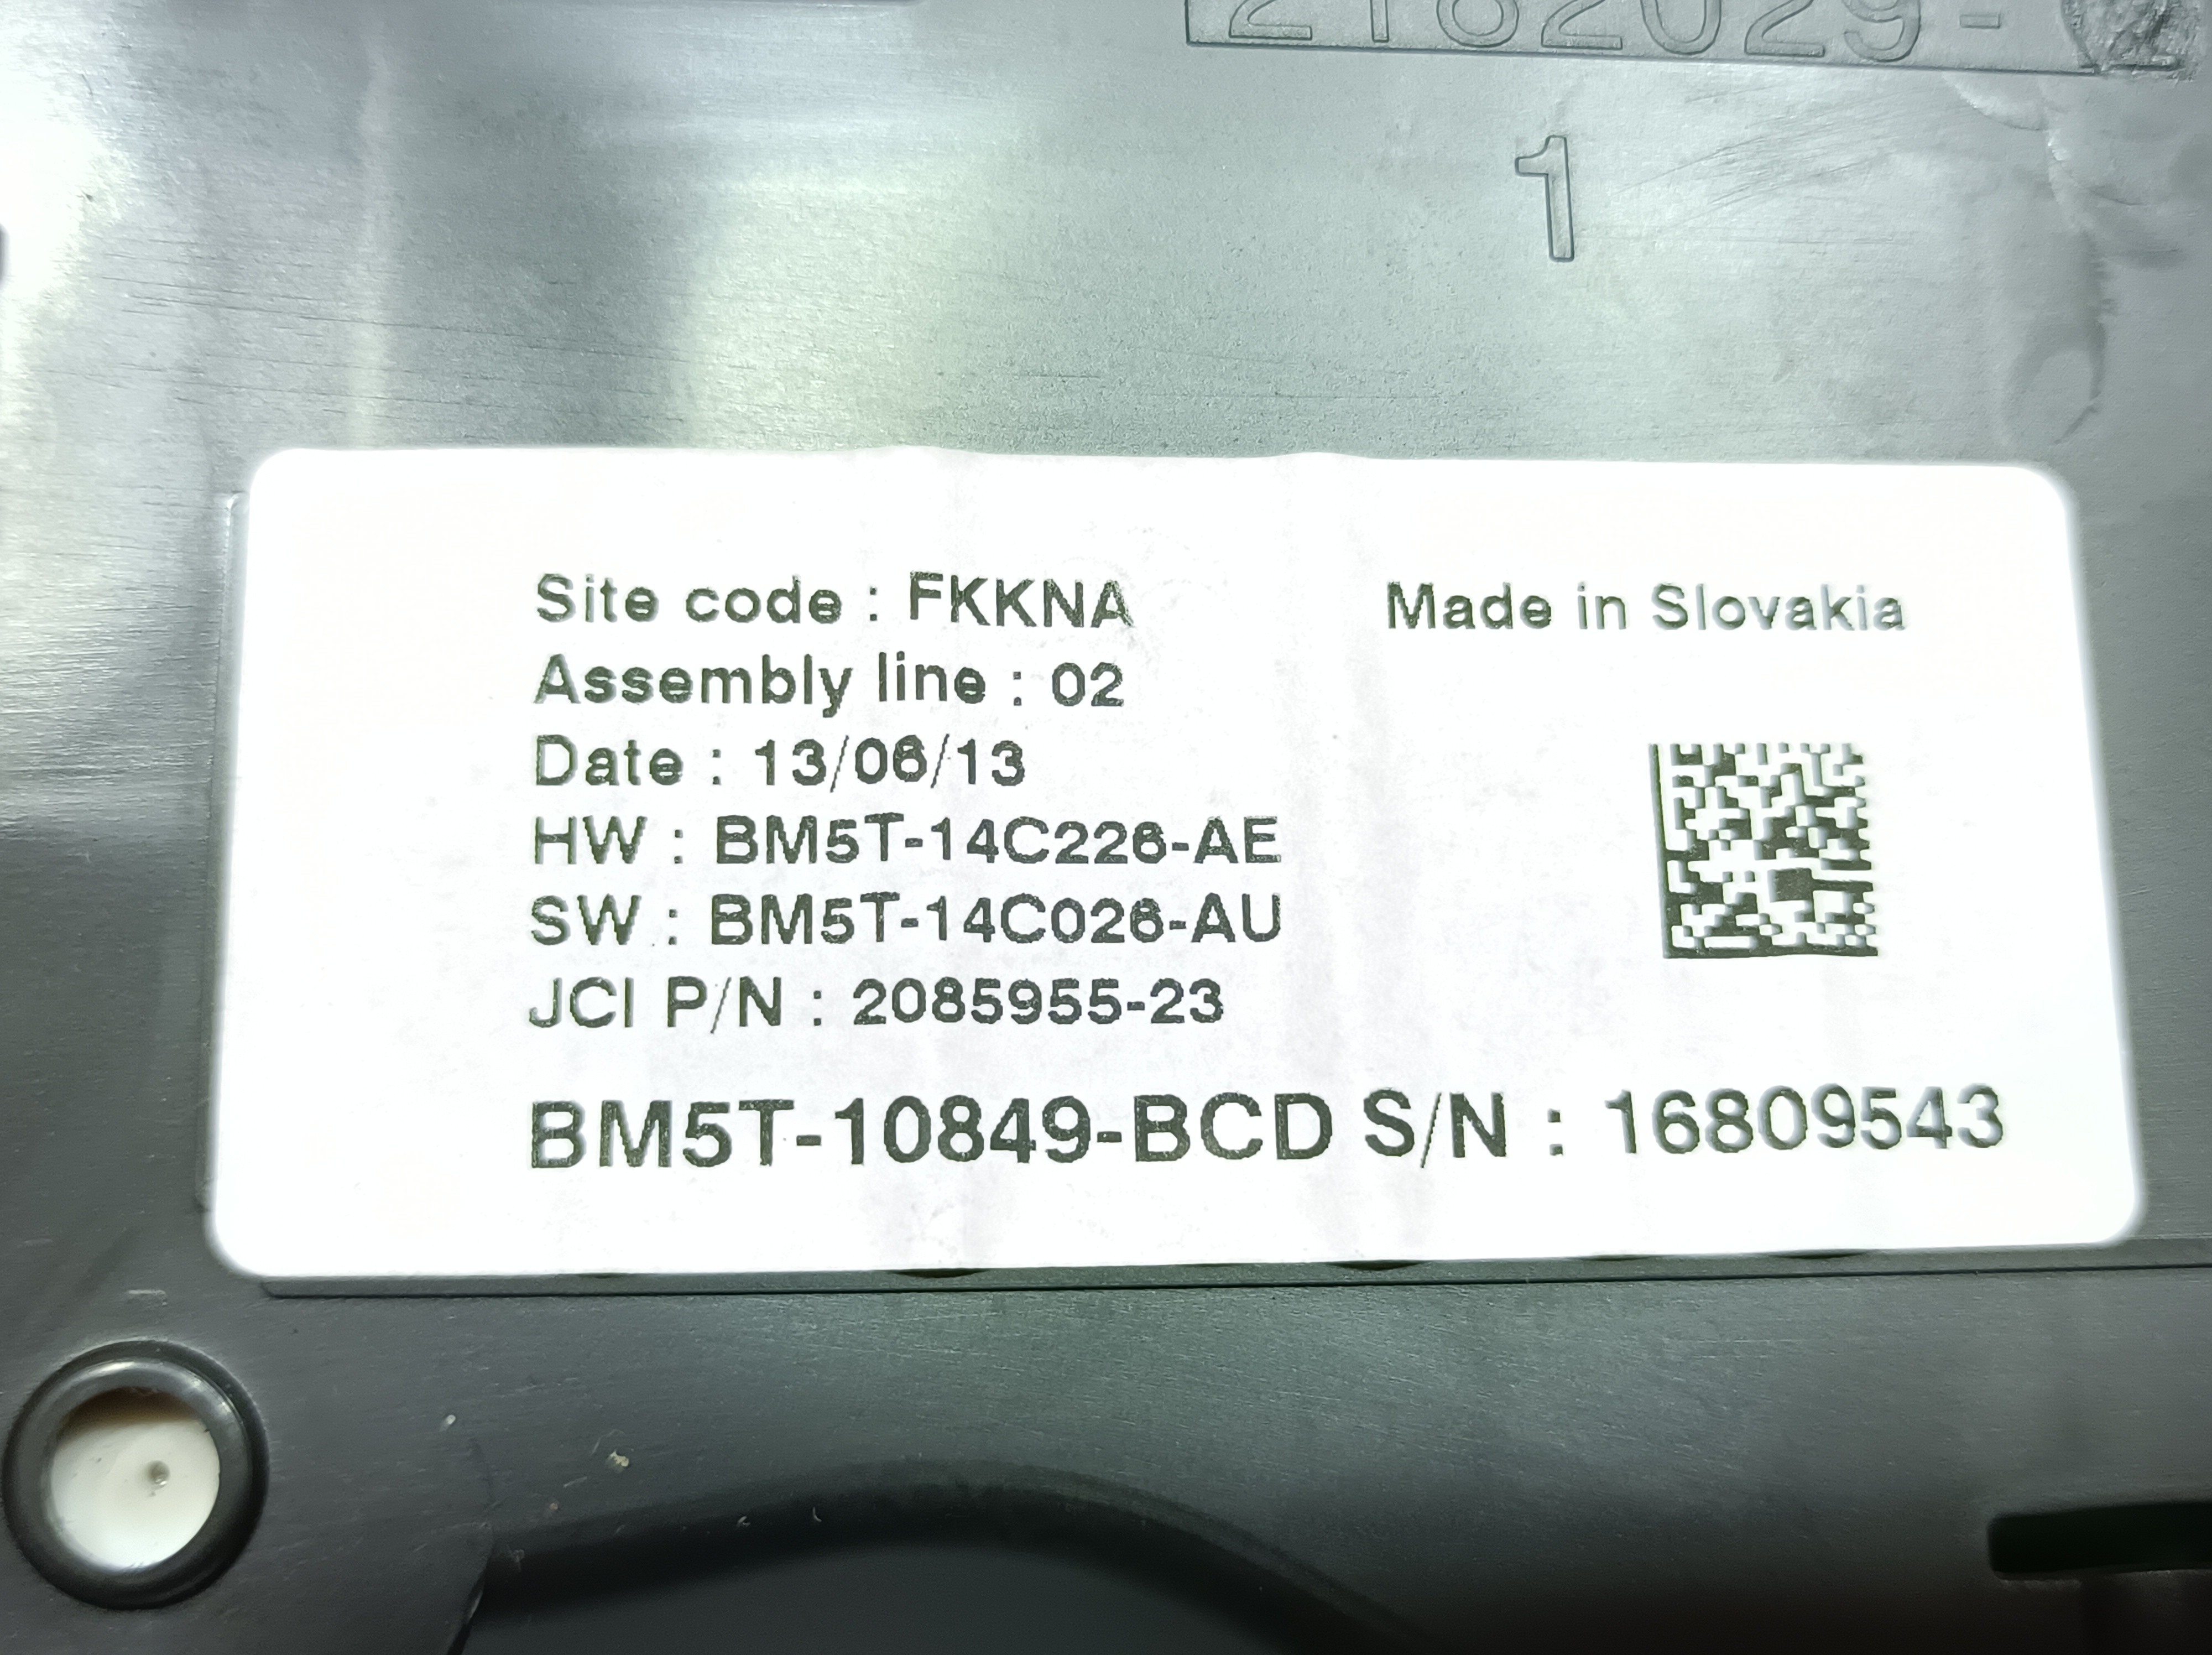 2182029-
1
Site code : FKKNA
Made in Slovakia
Assembly line : 02
Date : 13/06/13
HW : BM5T-14C226-AE
SW : BM5T-14C026-AU
JCI P/N : 2085955-23
BM5T-10849-BCD S/N : 16809543